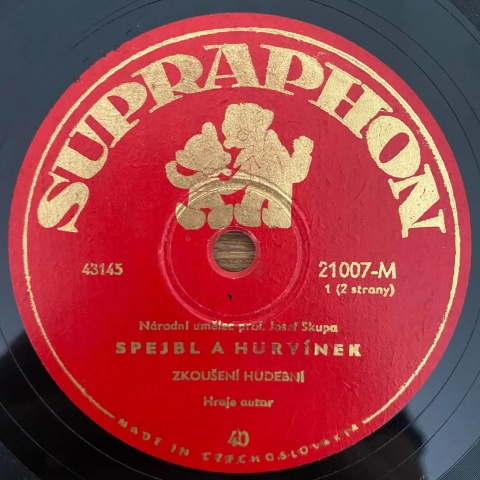 SUPRAPHON
43145
21007-M
1 (2 strany)
Národní umělec prof. Josef Skupa
SPEJBL A HURVÍNEK
ZKOUŠENÍ HUDEBNÍ
Hraje autor
40
MADE IN CZECHOSLOVAKIA